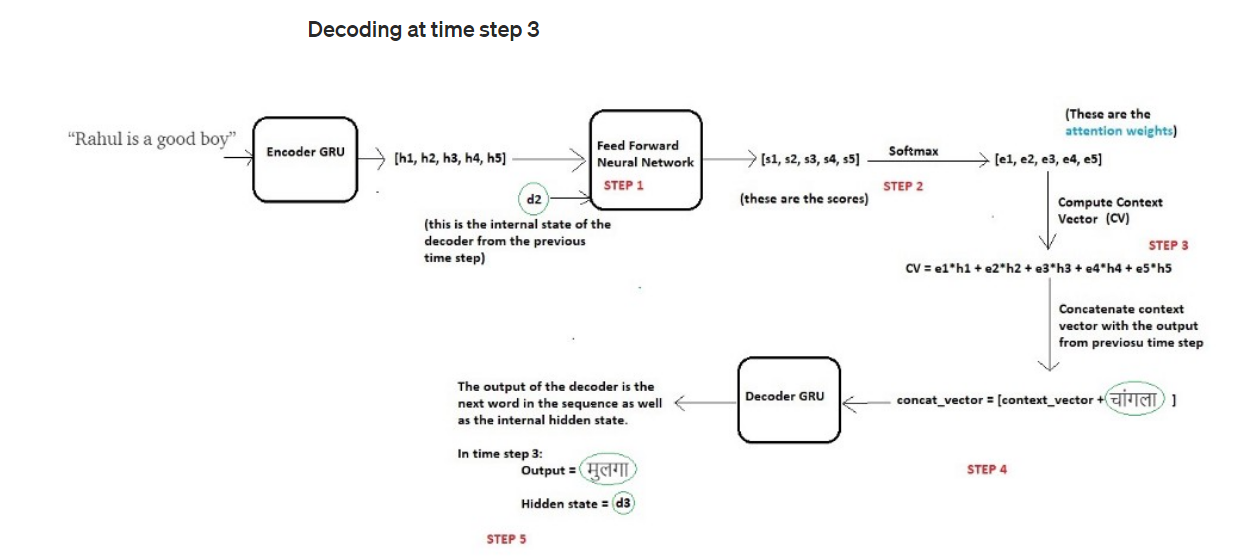 Decoding at time step 3
"Rahul is a good boy"
Encoder GRU
[h1, h2, h3, h4, h5]
Feed Forward
Neural Network
STEP 1
d2
(this is the internal state of the
decoder from the previous
time step)
[s1, s2, s3, s4, s5]
(these are the scores)
Softmax
STEP 2
(These are the
attention weights)
[e1, e2, e3, e4, e5]
Compute Context
Vector (CV)
STEP 3
CV = e1*h1 + e2*h2 + e3*h3 + e4*h4 + e5*h5
Concatenate context
vector with the output
from previosu time step
concat_vector = [context_vector + चांगला ]
STEP 4
Decoder GRU
The output of the decoder is the
next word in the sequence as well
as the internal hidden state.
In time step 3:
Output = मुलगा
Hidden state = d3
STEP 5